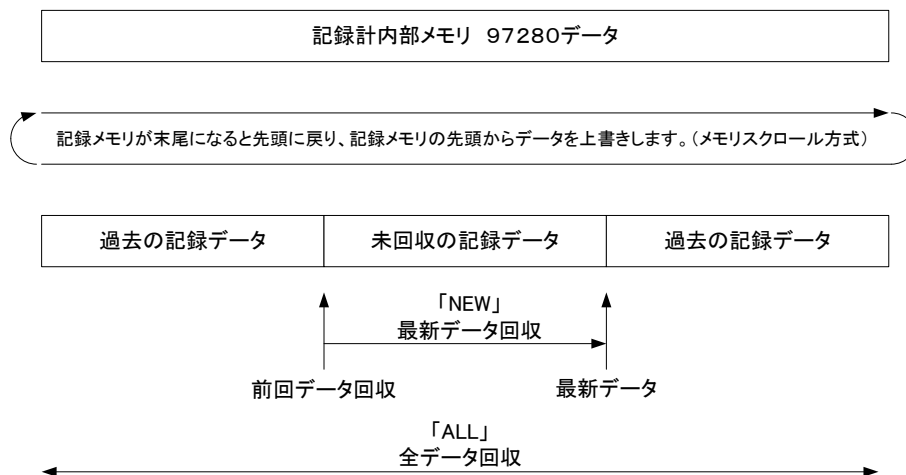 記録計内部メモリ 97280データ
記録メモリが末尾になると先頭に戻り、記録メモリの先頭からデータを上書きします。(メモリスクロール方式)
過去の記録データ 未回収の記録データ 過去の記録データ
「NEW」
最新データ回収
前回データ回収 最新データ
「ALL」
全データ回収